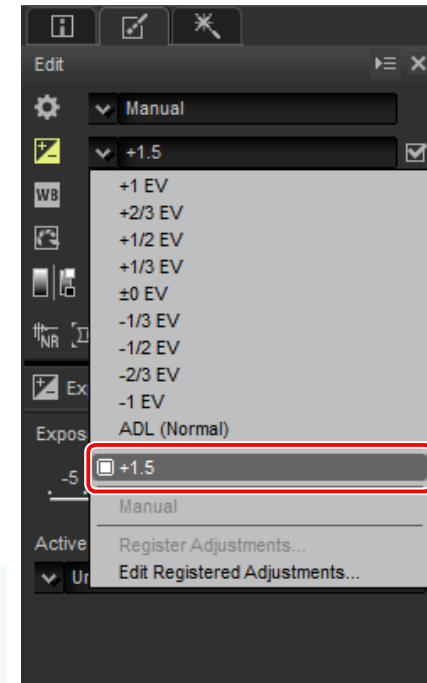 Edit
Manual
+1.5
WB
+1 EV
+2/3 EV
+1/2 EV
+1/3 EV
±0 EV
-1/3 EV
NR
-1/2 EV
-2/3 EV
Ex
-1 EV
Expos
ADL (Normal)
-5
+1.5
Manual
Active
Register Adjustments...
Un
Edit Registered Adjustments...